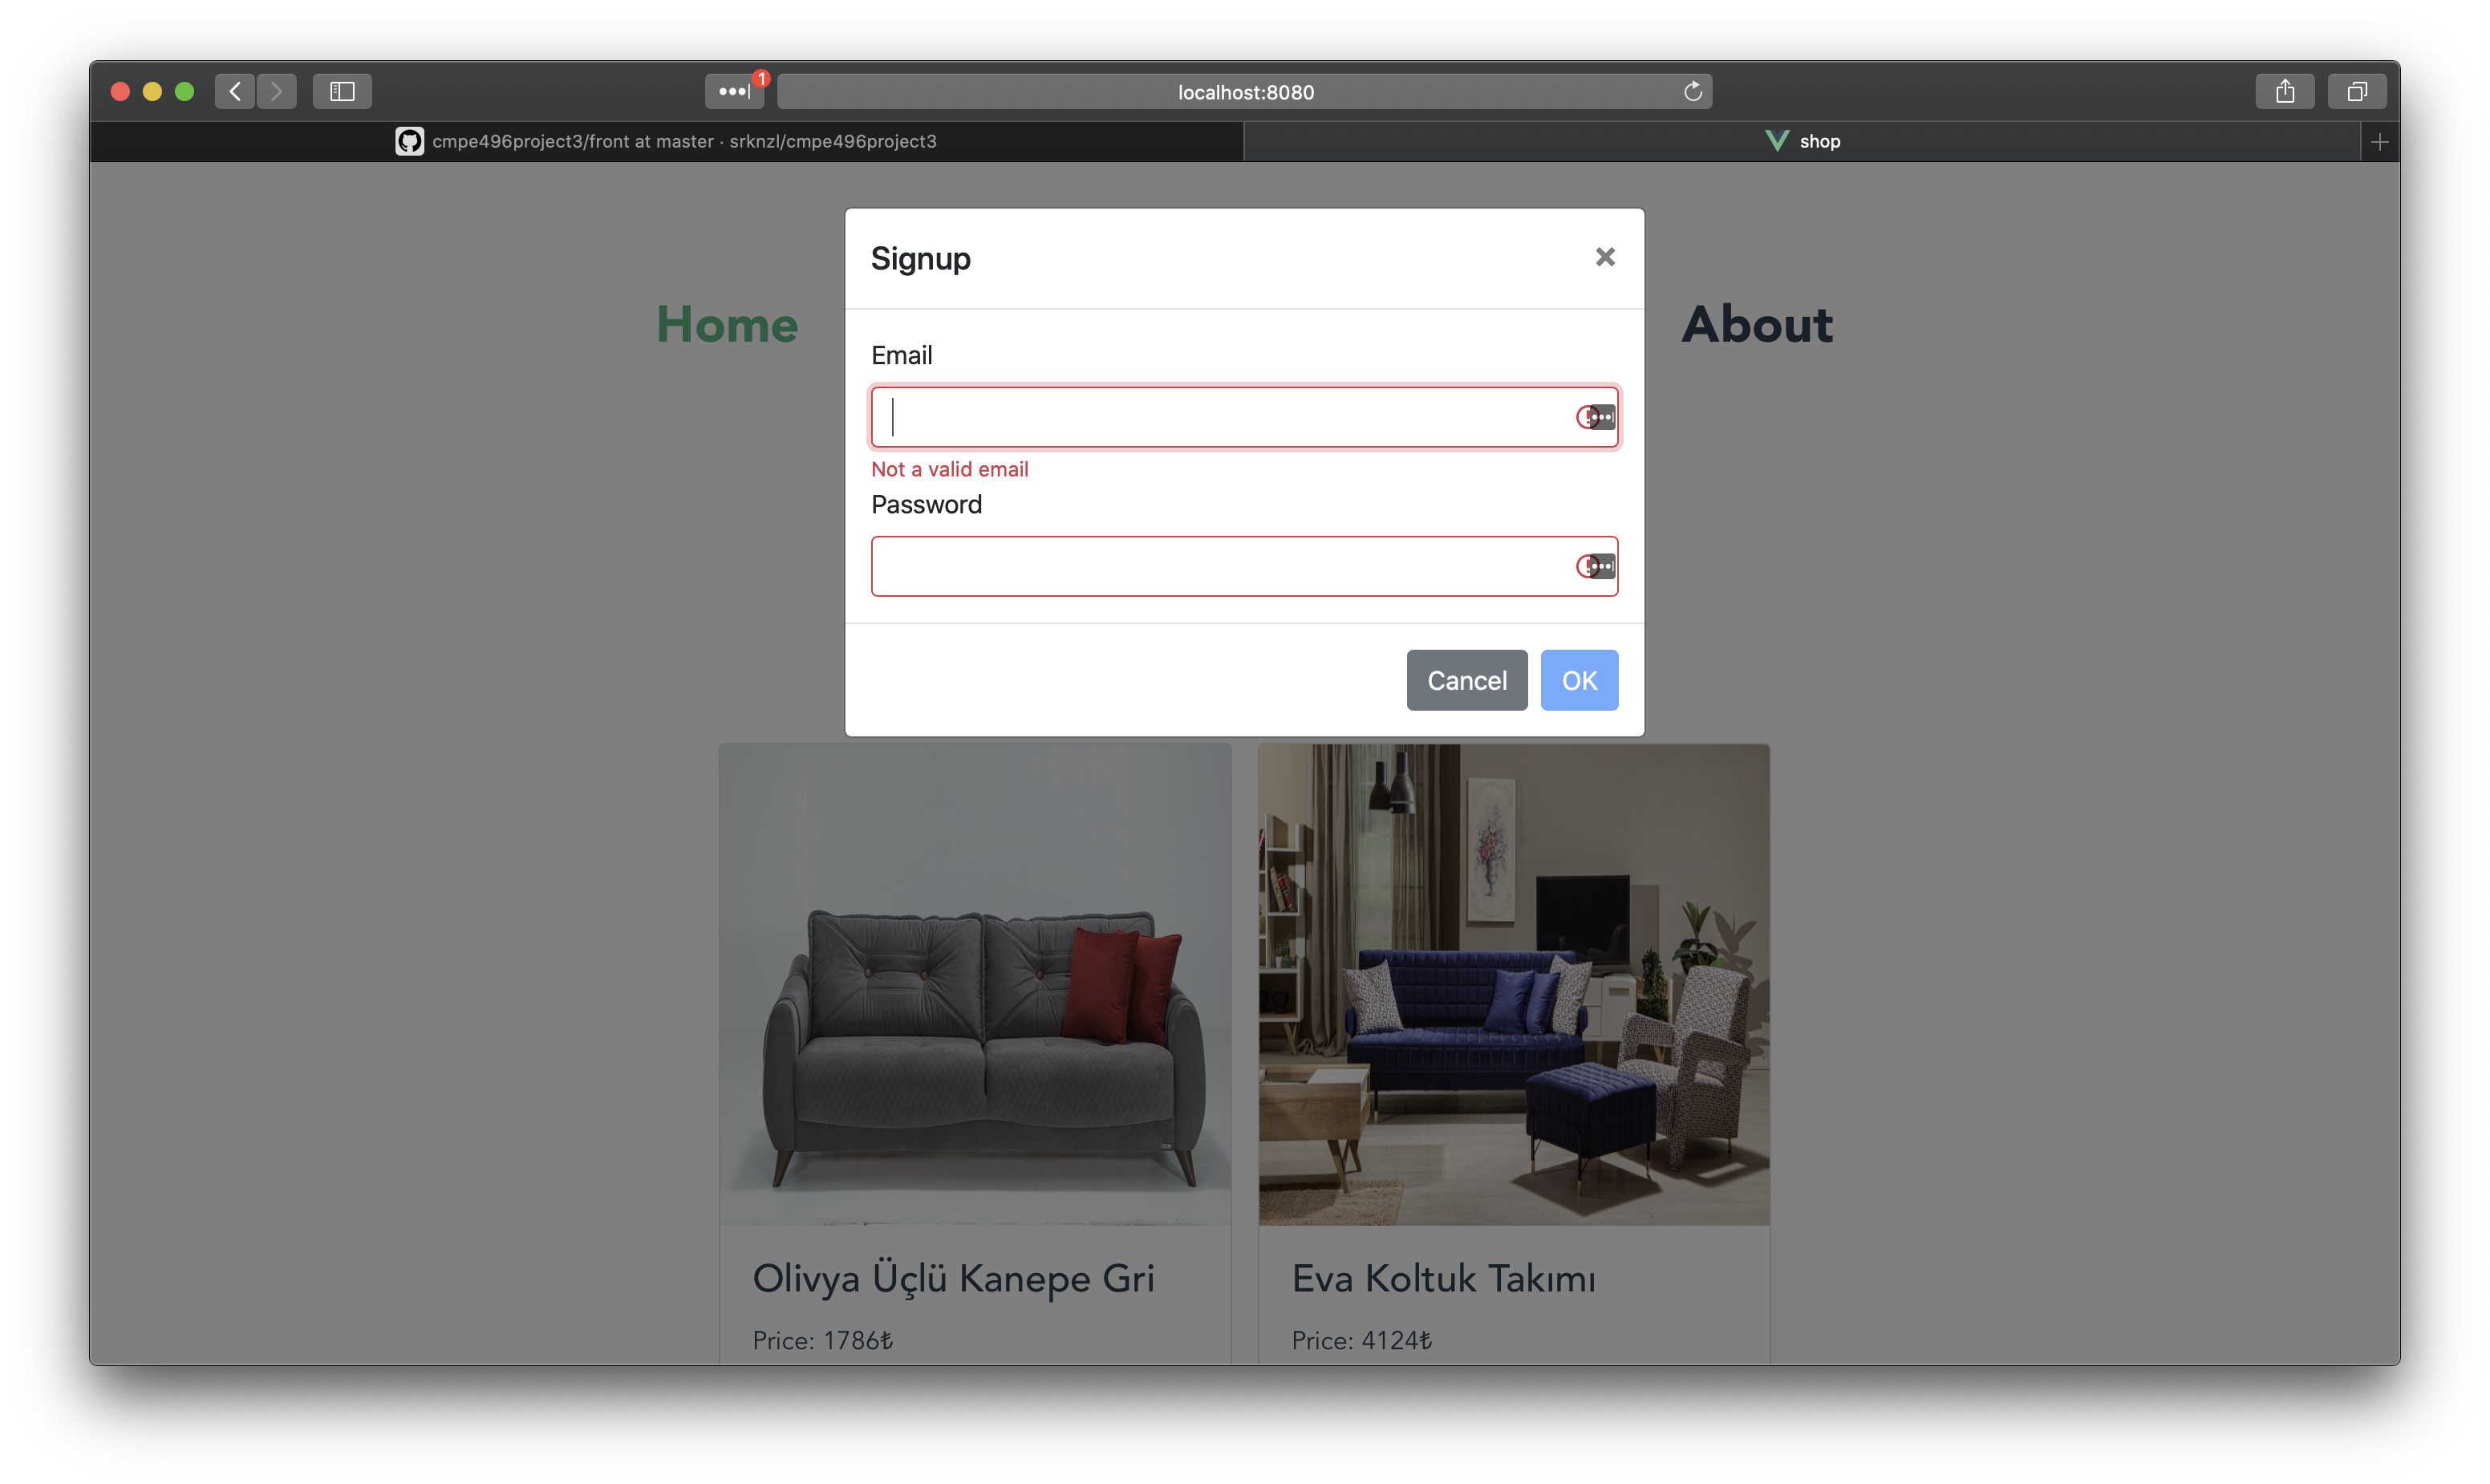 1
localhost:8080
cmpe496project3/front at master · srknzl/cmpe496project3
shop
Signup
Home
About
Email
Not a valid email
Password
Cancel
OK
Olivya Üçlü Kanepe Gri
Eva Koltuk Takımı
Price: 1786₺
Price: 4124₺